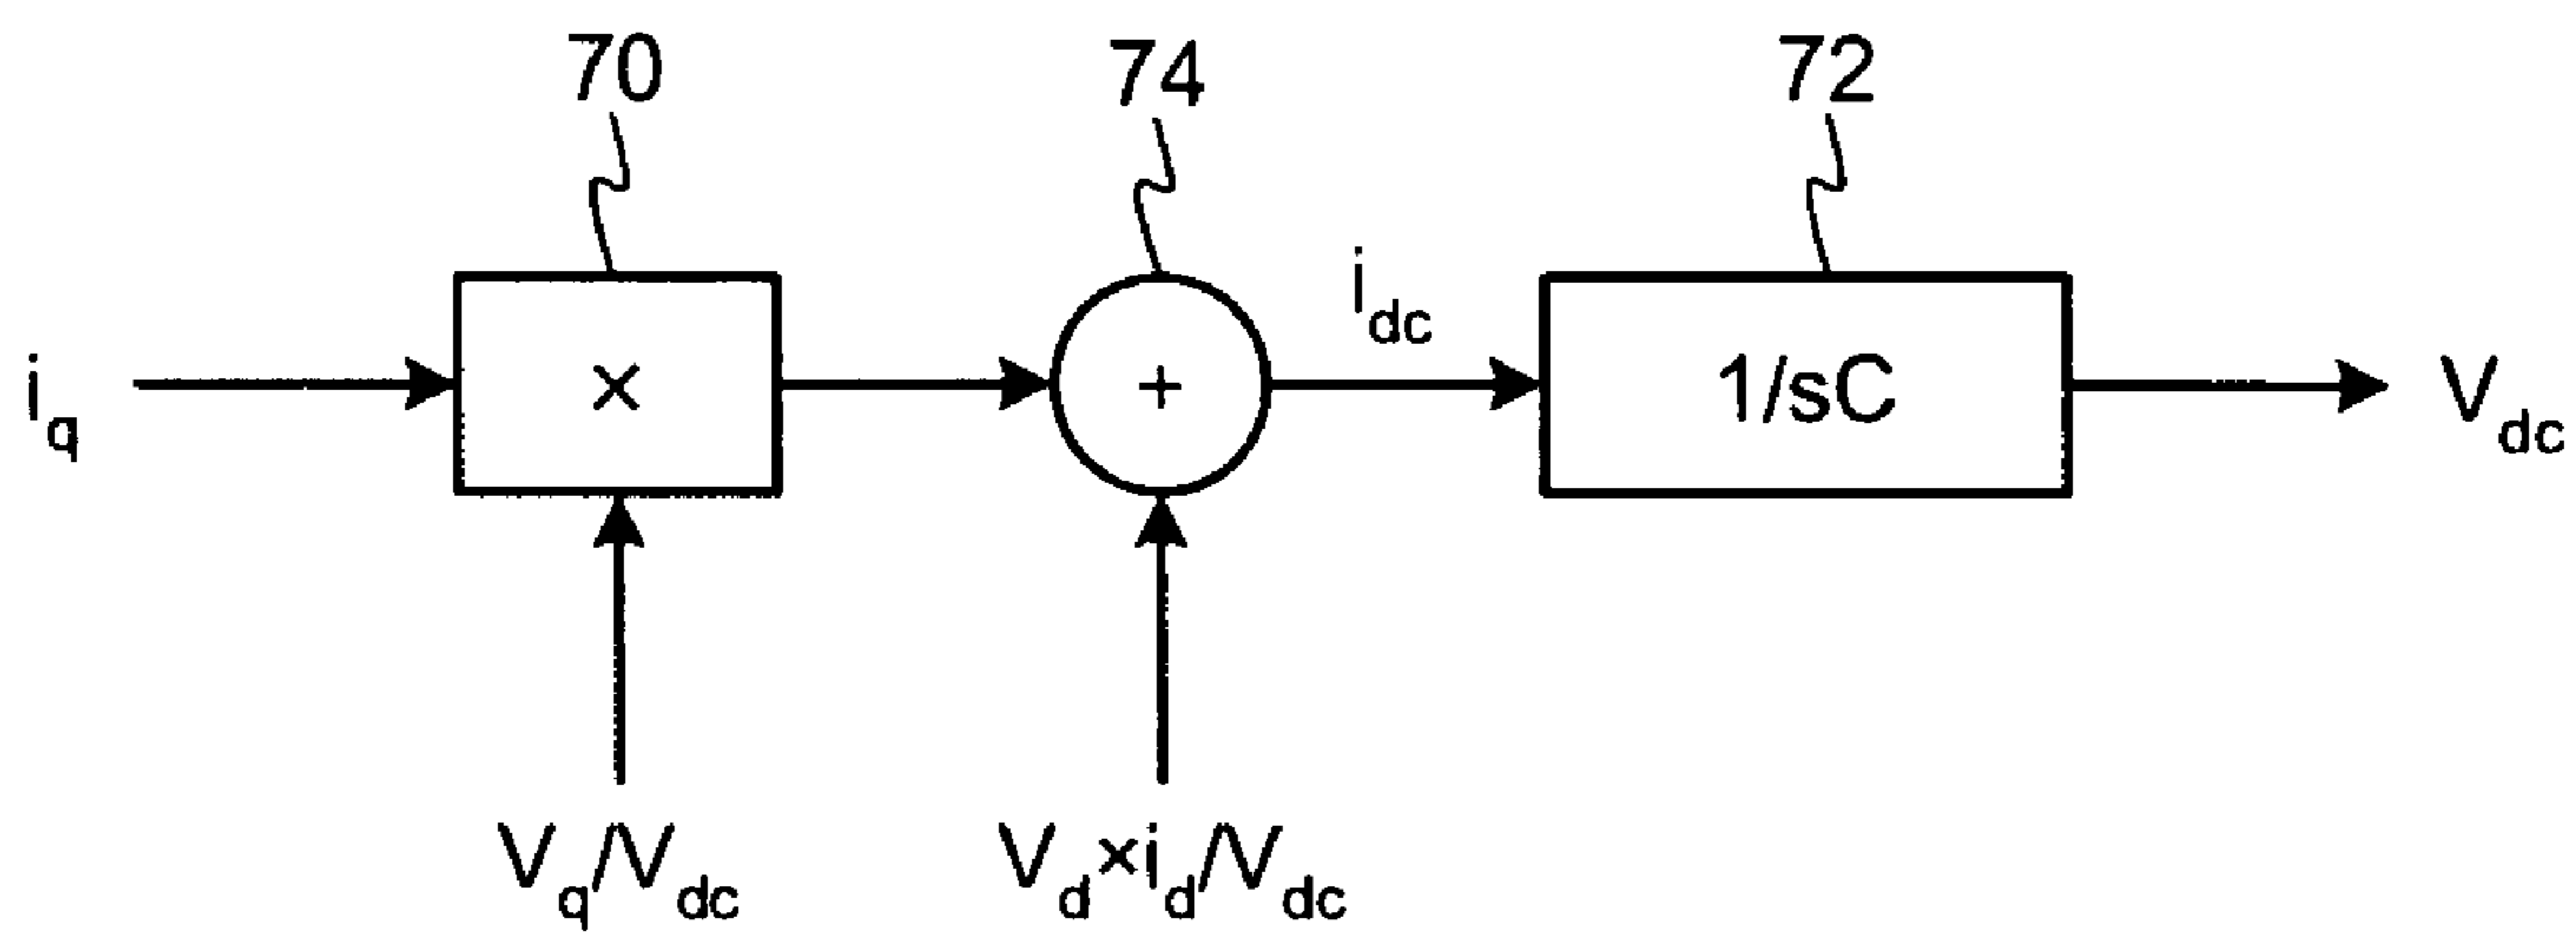 70
74
72
i_q
×
+
i_dc
1/sC
V_dc
V_q/V_dc
V_d×i_d/V_dc